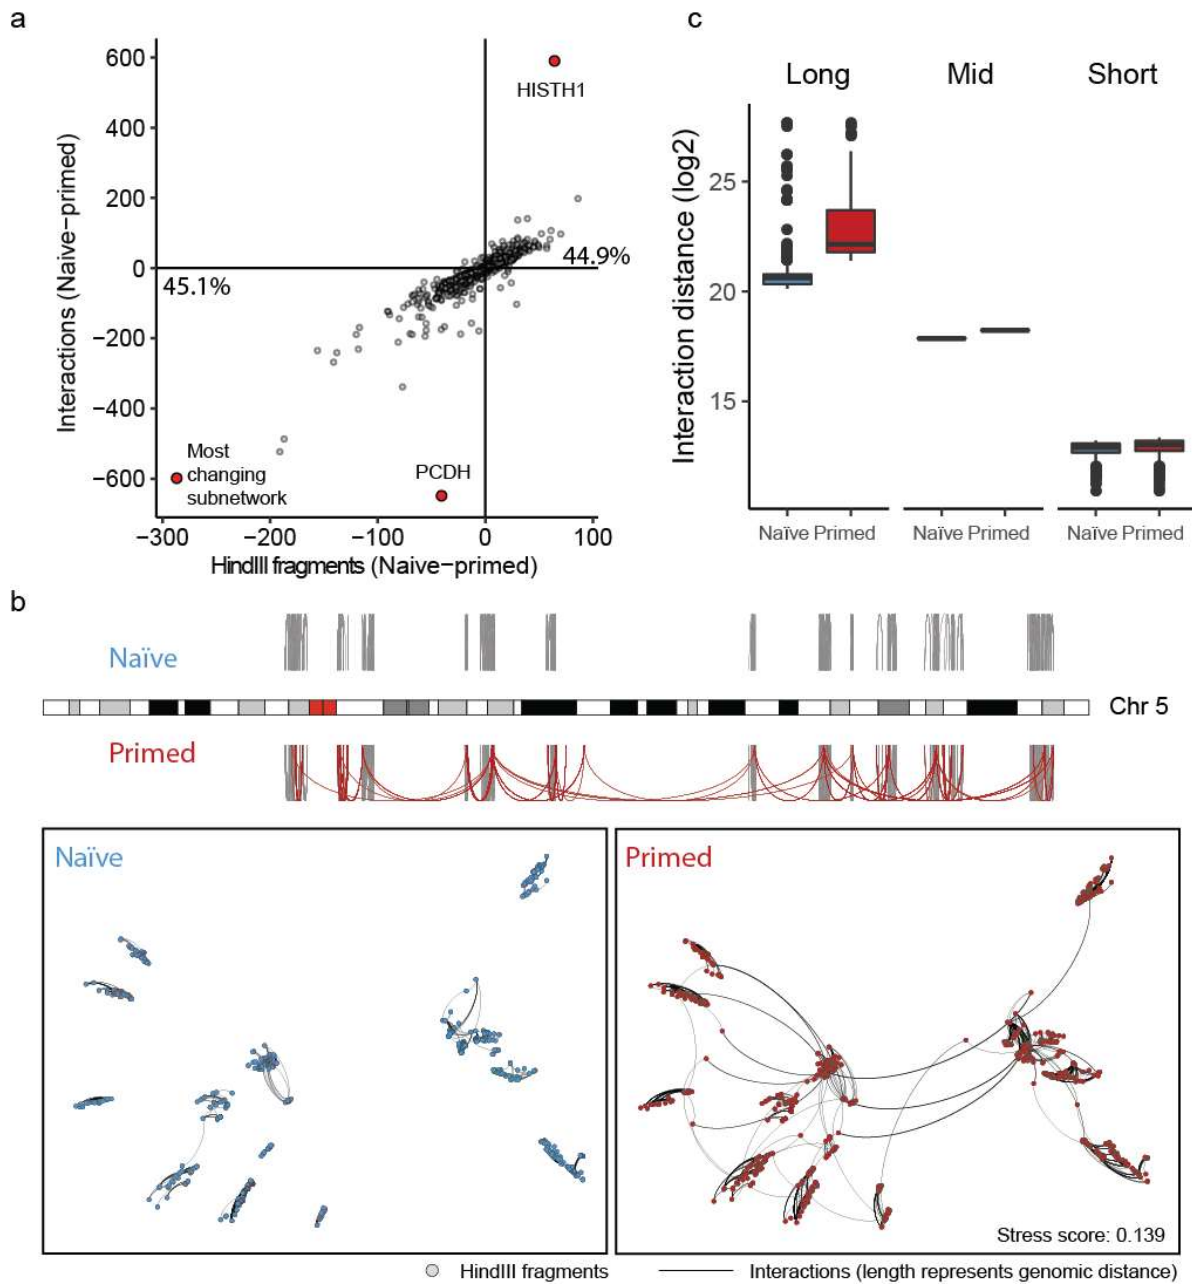 a
600
400
200
0
−200
−400
−600
Interactions (Naive−primed)
HISTH1
44.9%
45.1%
Most
changing
subnetwork
PCDH
−300
−200
−100
0
100
HindIII fragments (Naive−primed)
c
Long
Mid
Short
Interaction distance (log2)
25
20
15
Naïve Primed
Naïve Primed
Naïve Primed
b
Naïve
Chr 5
Primed
Naïve
Primed
Stress score: 0.139
HindIII fragments
Interactions (length represents genomic distance)